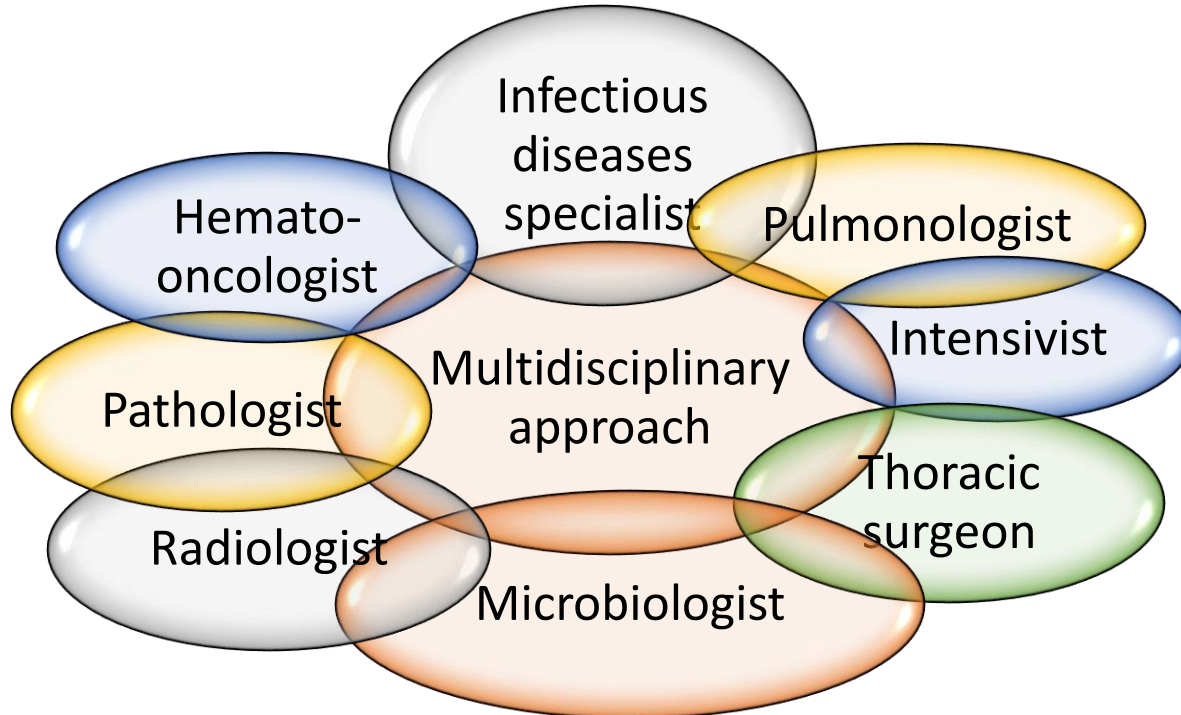 Infectious
diseases
specialist
Pulmonologist
Hemato-
oncologist
Intensivist
Multidisciplinary
approach
Pathologist
Thoracic
surgeon
Radiologist
Microbiologist